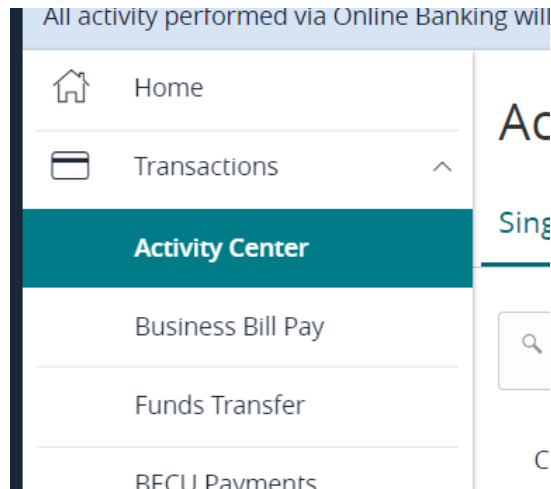 All activity performed via Online Banking will
Home
Transactions
Activity Center
Business Bill Pay
Funds Transfer
BECU Payments
Ac
Sing
C